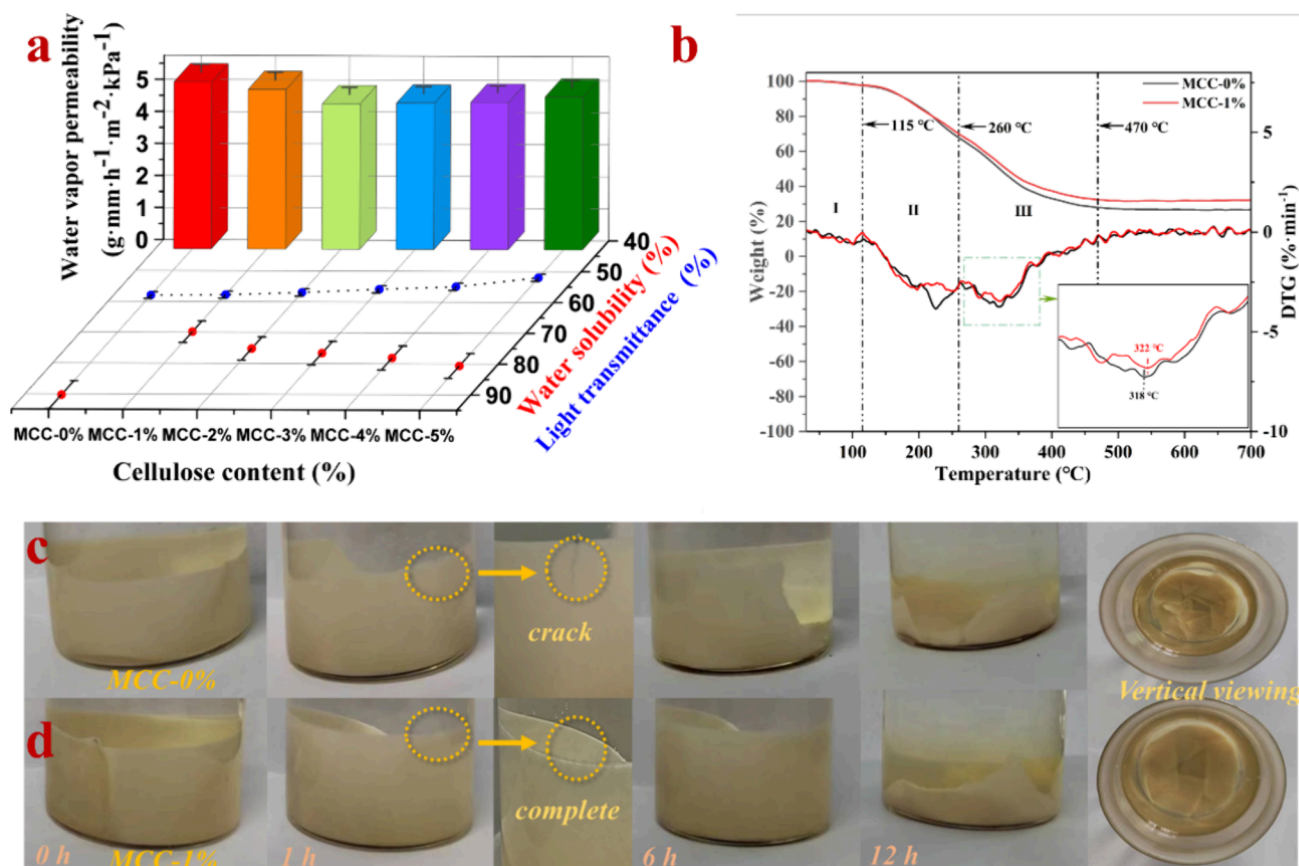 a
Water vapor permeability
(g·mm·h⁻¹·m⁻²·kPa⁻¹)
5
4
3
2
1
0
40
50
60
70
80
90
Water solubility (%)
Light transmittance (%)
MCC-0% MCC-1% MCC-2% MCC-3% MCC-4% MCC-5%
Cellulose content (%)
b
MCC-0%
MCC-1%
115 °C
260 °C
470 °C
I
II
III
100
80
60
40
20
0
-20
-40
-60
-80
-100
Weight (%)
5
0
-5
-10
DTG (%·min⁻¹)
322 °C
318 °C
100 200 300 400 500 600 700
Temperature (°C)
c
crack
MCC-0%
Vertical viewing
d
complete
0 h
MCC-1%
1 h
6 h
12 h